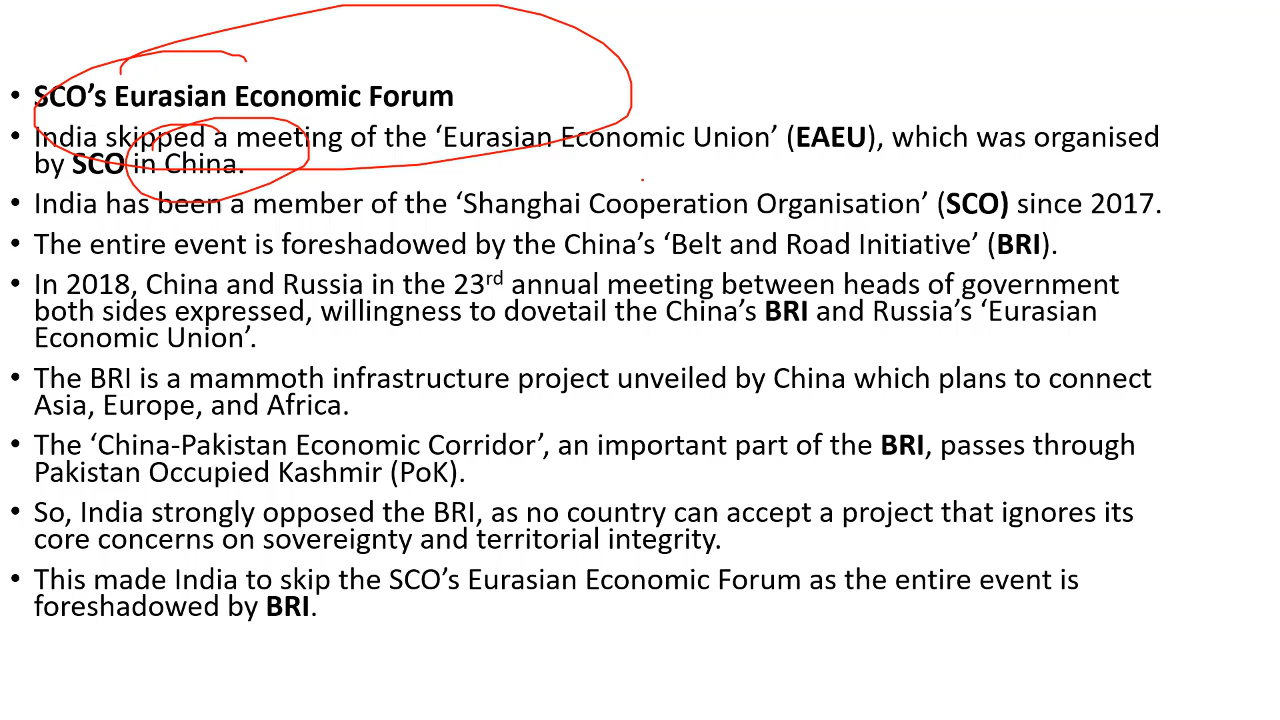 • SCO’s Eurasian Economic Forum
• India skipped a meeting of the ‘Eurasian Economic Union’ (EAEU), which was organised
by SCO in China.
• India has been a member of the ‘Shanghai Cooperation Organisation’ (SCO) since 2017.
• The entire event is foreshadowed by the China’s ‘Belt and Road Initiative’ (BRI).
• In 2018, China and Russia in the 23rd annual meeting between heads of government
both sides expressed, willingness to dovetail the China’s BRI and Russia’s ‘Eurasian
Economic Union’.
• The BRI is a mammoth infrastructure project unveiled by China which plans to connect
Asia, Europe, and Africa.
• The ‘China-Pakistan Economic Corridor’, an important part of the BRI, passes through
Pakistan Occupied Kashmir (PoK).
• So, India strongly opposed the BRI, as no country can accept a project that ignores its
core concerns on sovereignty and territorial integrity.
• This made India to skip the SCO’s Eurasian Economic Forum as the entire event is
foreshadowed by BRI.